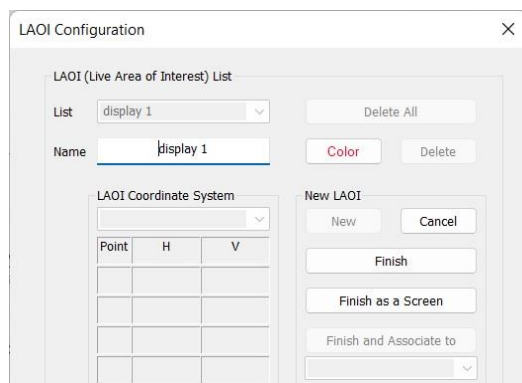 LAOI Configuration
LAOI (Live Area of Interest) List
List display 1 Delete All
Name display 1 Color Delete
LAOI Coordinate System New LAOI
New Cancel
Point H V
Finish
Finish as a Screen
Finish and Associate to